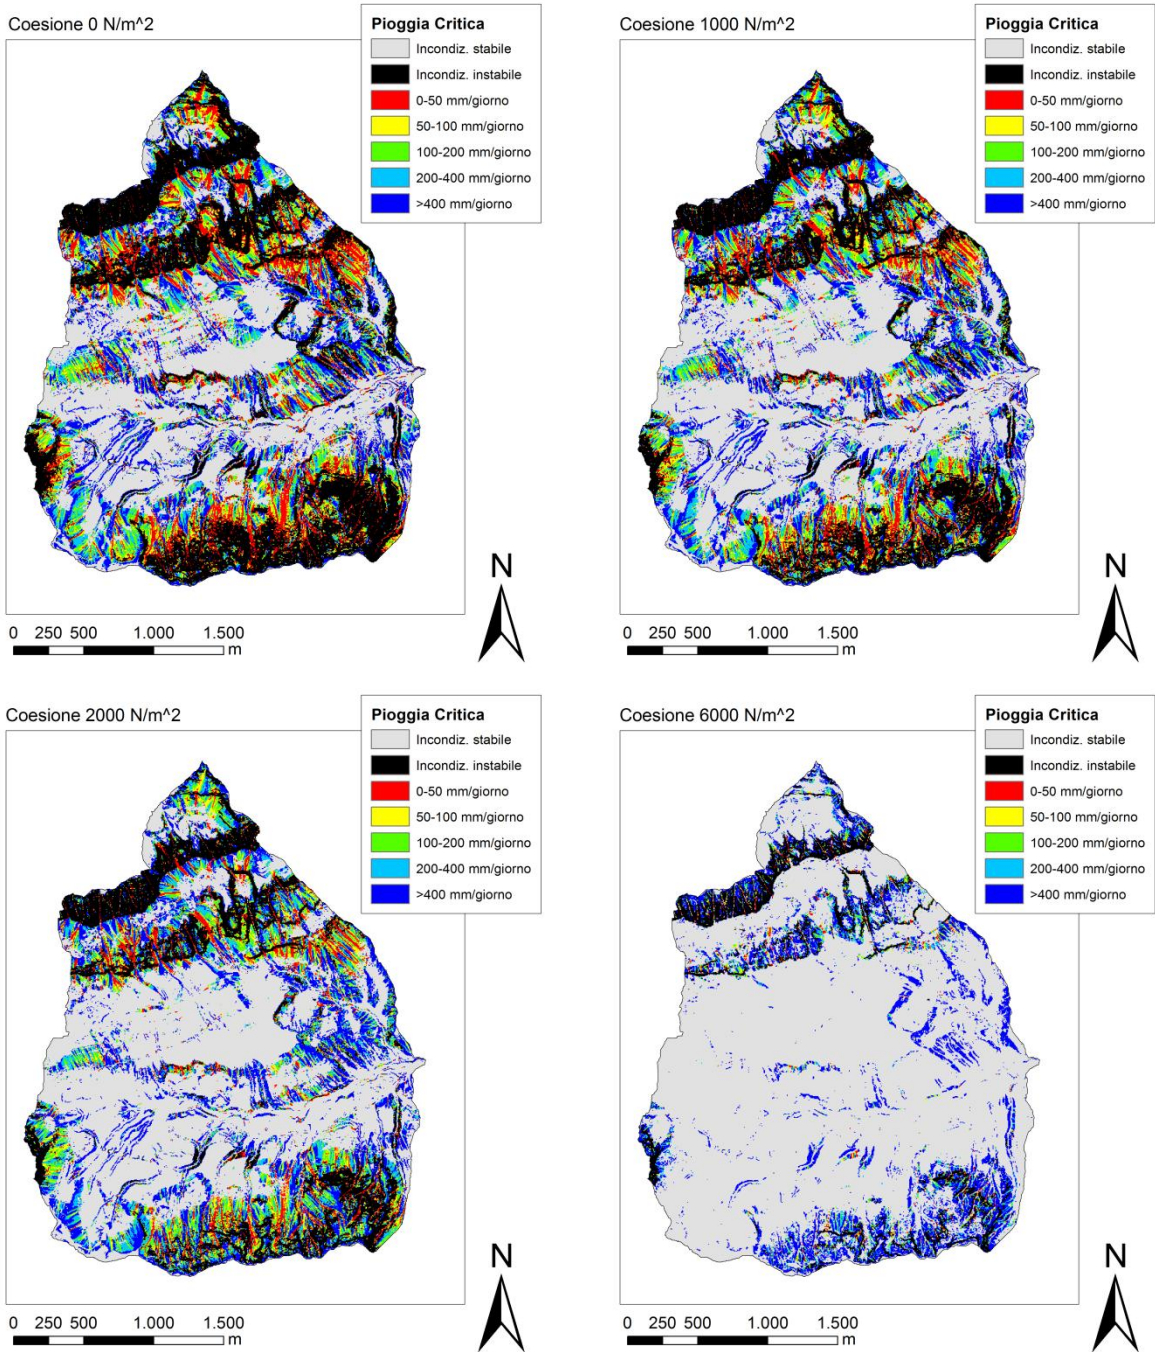 Coesione 0 N/m^2
Pioggia Critica
Incondiz. stabile
Incondiz. instabile
0-50 mm/giorno
50-100 mm/giorno
100-200 mm/giorno
200-400 mm/giorno
>400 mm/giorno
N
0 250 500 1.000 1.500
m
Coesione 1000 N/m^2
Pioggia Critica
Incondiz. stabile
Incondiz. instabile
0-50 mm/giorno
50-100 mm/giorno
100-200 mm/giorno
200-400 mm/giorno
>400 mm/giorno
N
0 250 500 1.000 1.500
m
Coesione 2000 N/m^2
Pioggia Critica
Incondiz. stabile
Incondiz. instabile
0-50 mm/giorno
50-100 mm/giorno
100-200 mm/giorno
200-400 mm/giorno
>400 mm/giorno
N
0 250 500 1.000 1.500
m
Coesione 6000 N/m^2
Pioggia Critica
Incondiz. stabile
Incondiz. instabile
0-50 mm/giorno
50-100 mm/giorno
100-200 mm/giorno
200-400 mm/giorno
>400 mm/giorno
N
0 250 500 1.000 1.500
m